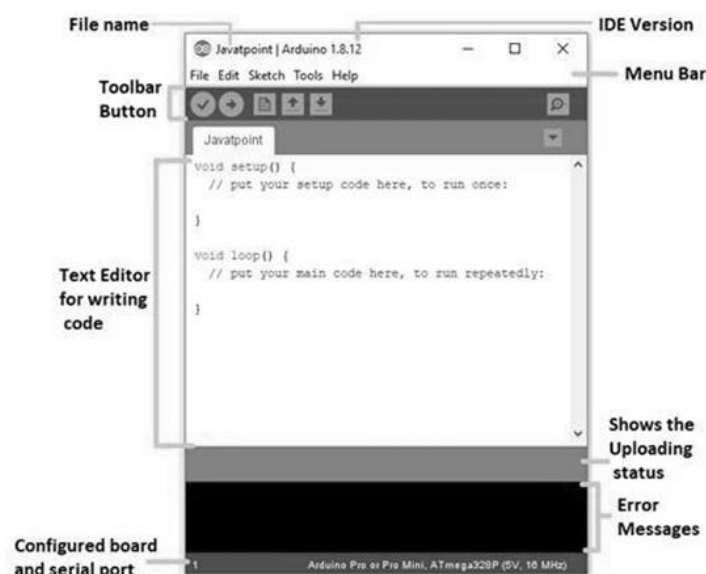 File name
IDE Version
Javatpoint | Arduino 1.8.12
File Edit Sketch Tools Help
Menu Bar
Toolbar
Button
Javatpoint
void setup() {
// put your setup code here, to run once:
}
void loop() {
// put your main code here, to run repeatedly:
}
Text Editor
for writing
code
Shows the
Uploading
status
Error
Messages
Configured board
and serial port
1
Arduino Pro or Pro Mini, ATmega328P (5V, 16 MHz)